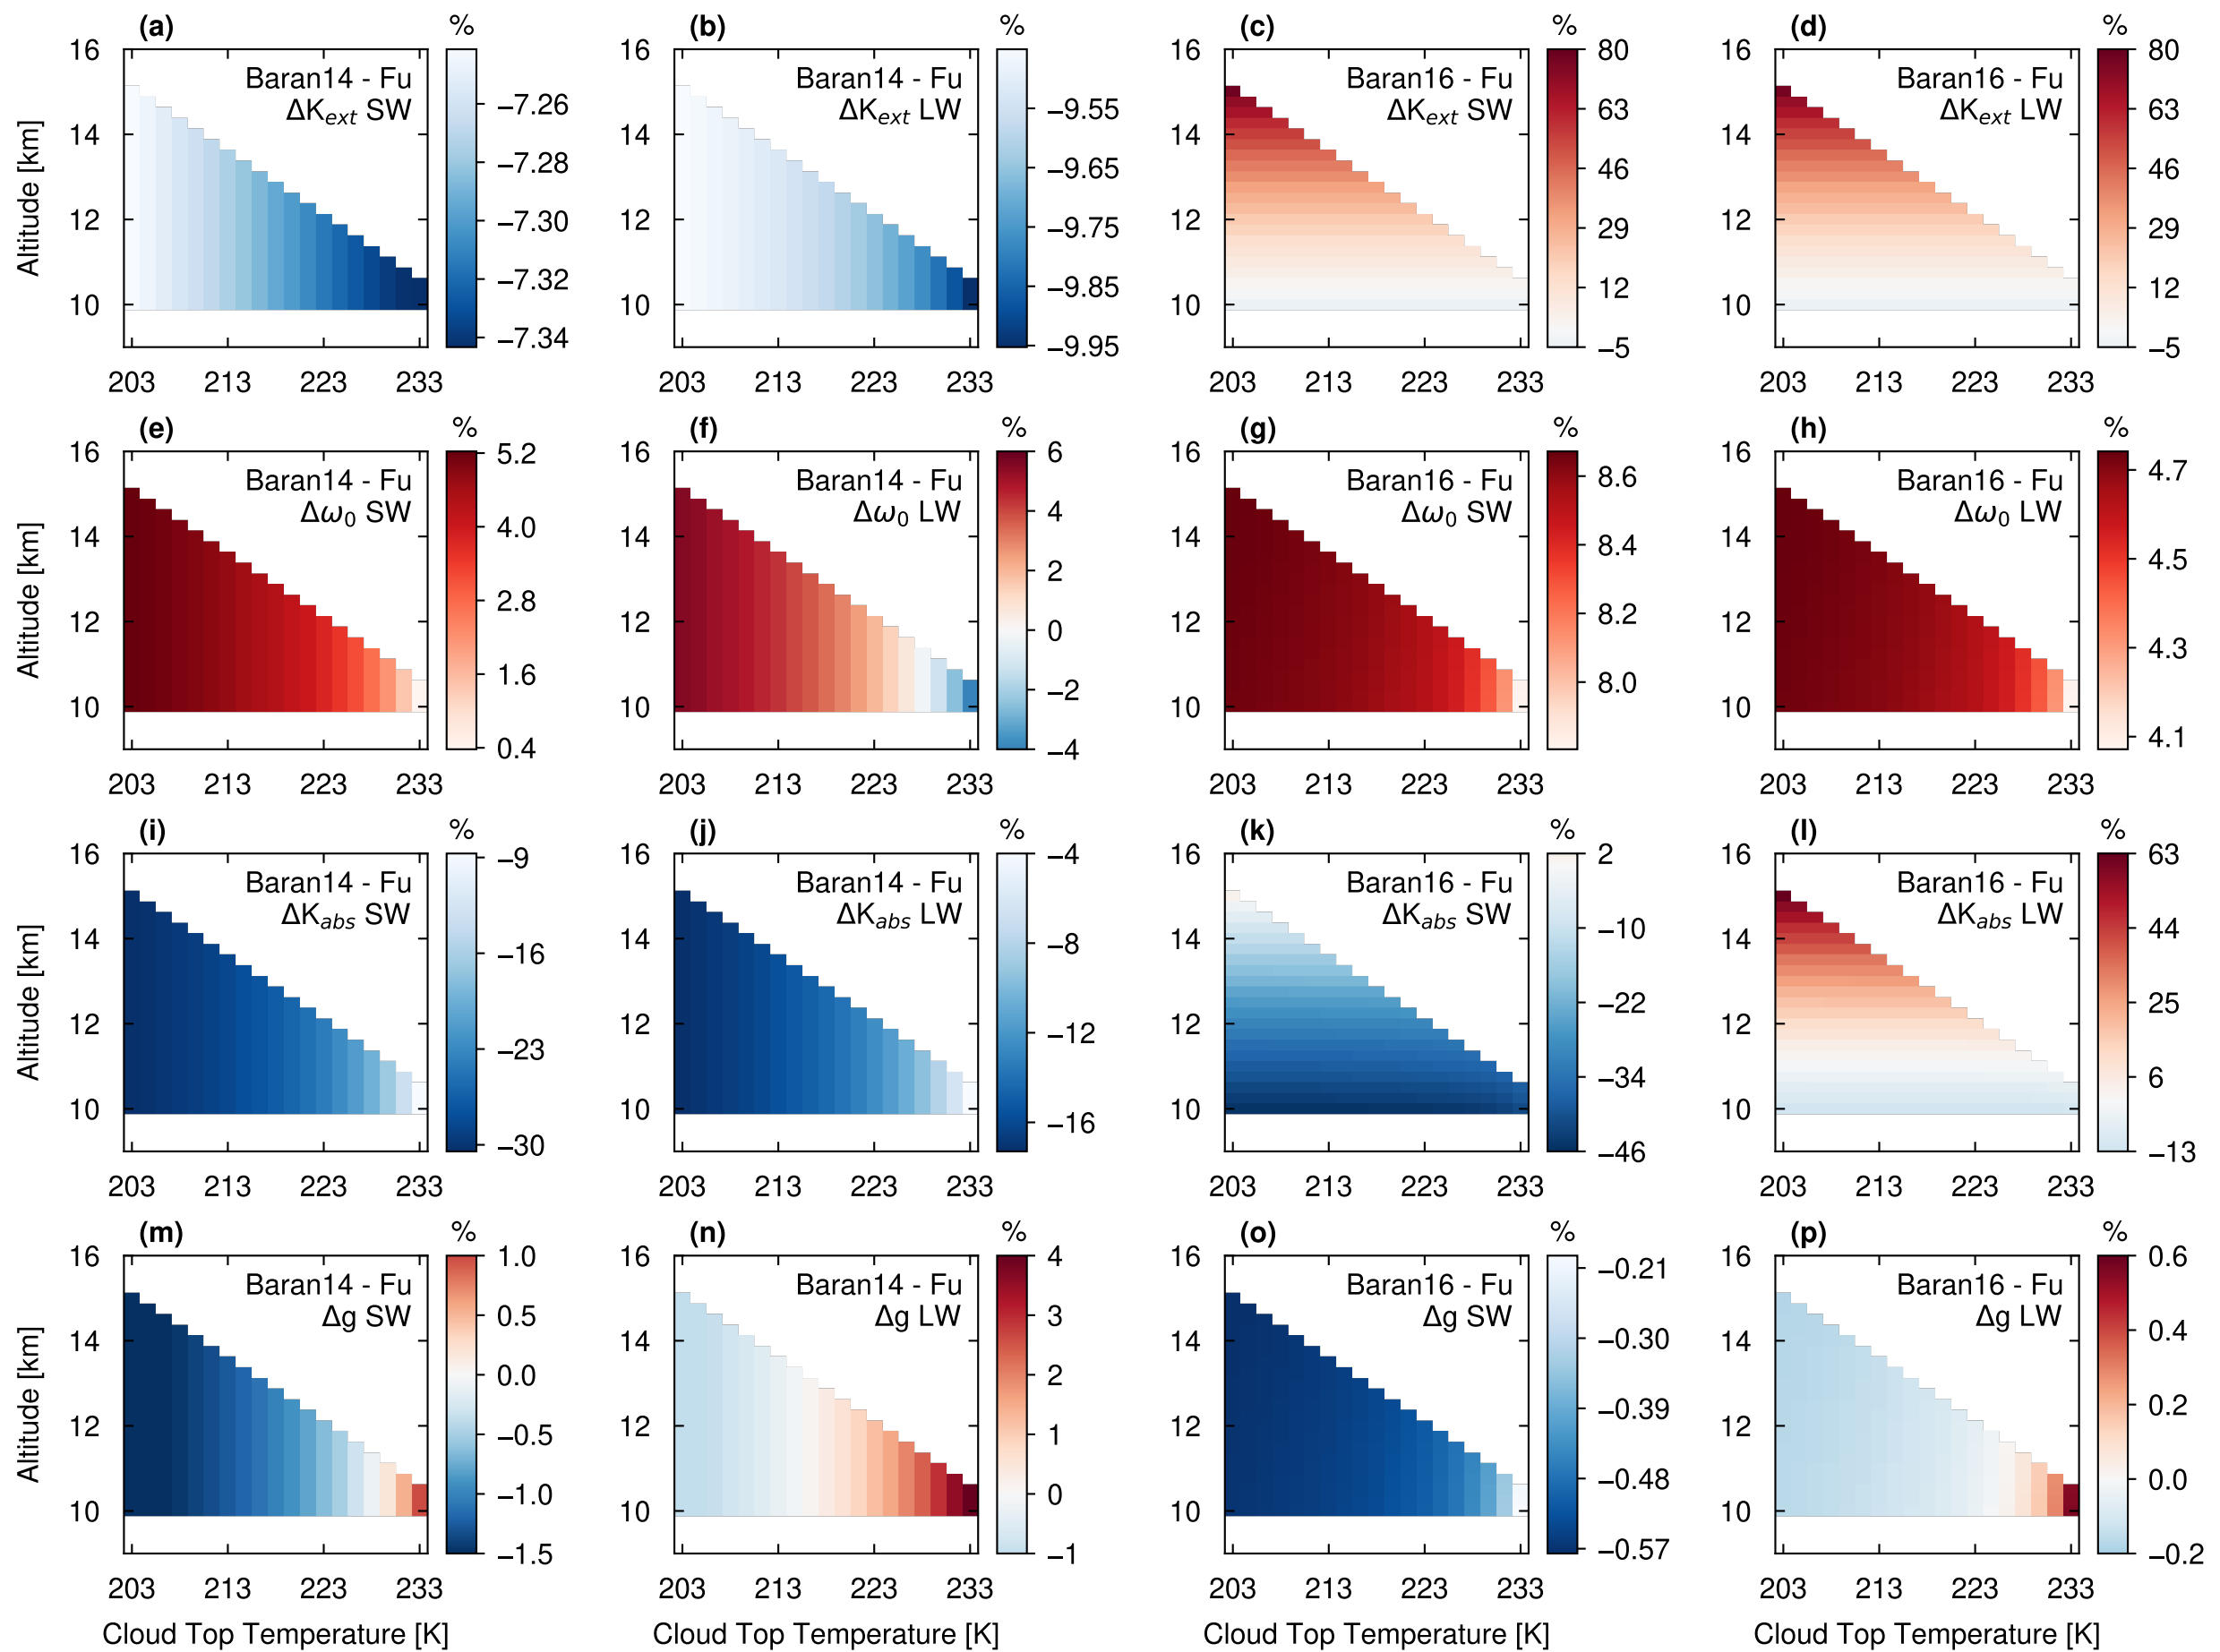 (a) % (b) % (c) % (d) %
16 Baran14 - Fu −7.26 16 Baran14 - Fu −9.55 16 Baran16 - Fu 80 16 Baran16 - Fu 80
ΔKext SW ΔKext LW ΔKext SW 63 ΔKext LW 63
14 −7.28 14 −9.65 14 46 14 46
12 −7.30 12 −9.75 12 29 12 29
−7.32 −9.85 12 12
10 −7.34 10 −9.95 10 −5 10 −5
Altitude [km]
203 213 223 233 203 213 223 233 203 213 223 233 203 213 223 233
(e) % (f) % (g) % (h) %
16 Baran14 - Fu 5.2 16 Baran14 - Fu 6 16 Baran16 - Fu 8.6 16 Baran16 - Fu 4.7
Δω0 SW 4.0 Δω0 LW 4 Δω0 SW 8.4 Δω0 LW 4.5
14 2.8 14 2 14 8.2 14 4.3
12 1.6 12 0 12 8.0 12 4.1
10 0.4 10 −2 10 10
−4
Altitude [km]
203 213 223 233 203 213 223 233 203 213 223 233 203 213 223 233
(i) % (j) % (k) % (l) %
16 Baran14 - Fu −9 16 Baran14 - Fu −4 16 Baran16 - Fu 2 16 Baran16 - Fu 63
ΔKabs SW −16 ΔKabs LW −8 ΔKabs SW −10 ΔKabs LW 44
14 14 14 −22 14 25
12 −23 12 −12 12 −34 12 6
10 −30 10 −16 10 −46 10 −13
Altitude [km]
203 213 223 233 203 213 223 233 203 213 223 233 203 213 223 233
(m) % (n) % (o) % (p) %
16 Baran14 - Fu 1.0 16 Baran14 - Fu 4 16 Baran16 - Fu −0.21 16 Baran16 - Fu 0.6
Δg SW 0.5 Δg LW 3 Δg SW −0.30 Δg LW 0.4
14 0.0 14 2 14 −0.39 14 0.2
12 −0.5 12 1 12 −0.48 12 0.0
10 −1.0 10 0 10 −0.57 10 −0.2
−1.5 −1
Altitude [km]
203 213 223 233 203 213 223 233 203 213 223 233 203 213 223 233
Cloud Top Temperature [K] Cloud Top Temperature [K] Cloud Top Temperature [K] Cloud Top Temperature [K]